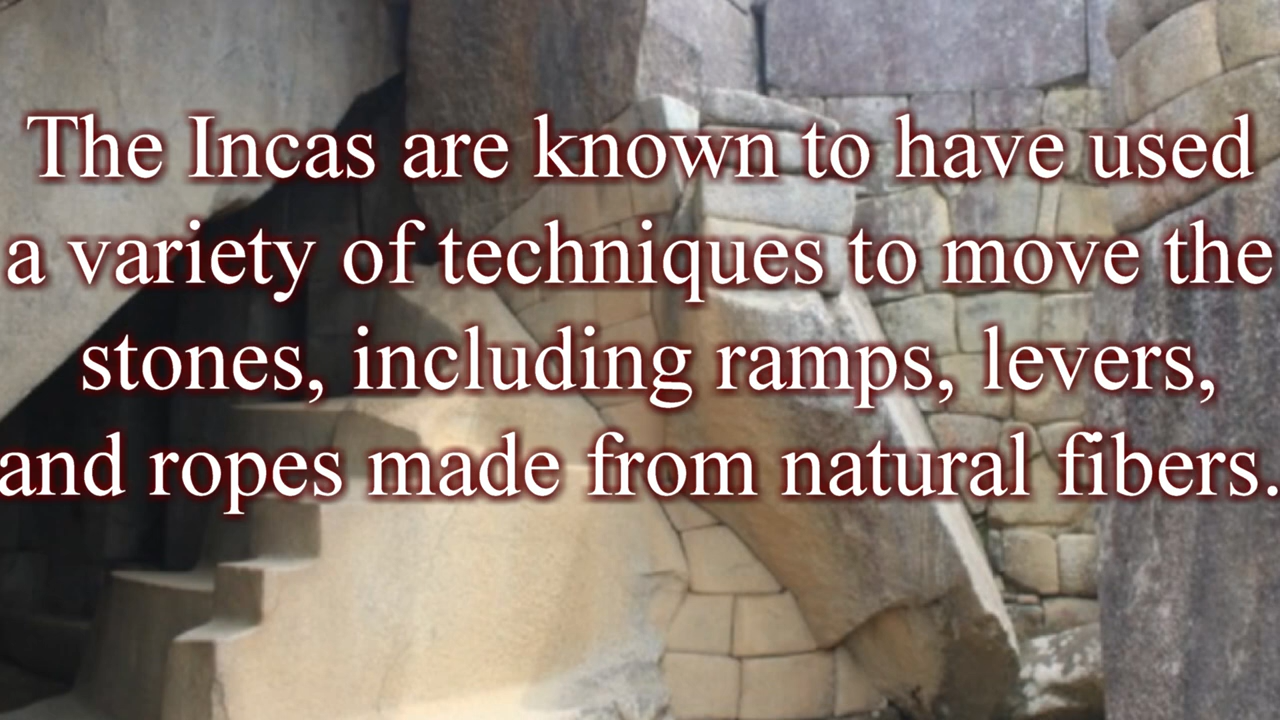 The Incas are known to have used
a variety of techniques to move the
stones, including ramps, levers,
and ropes made from natural fibers.